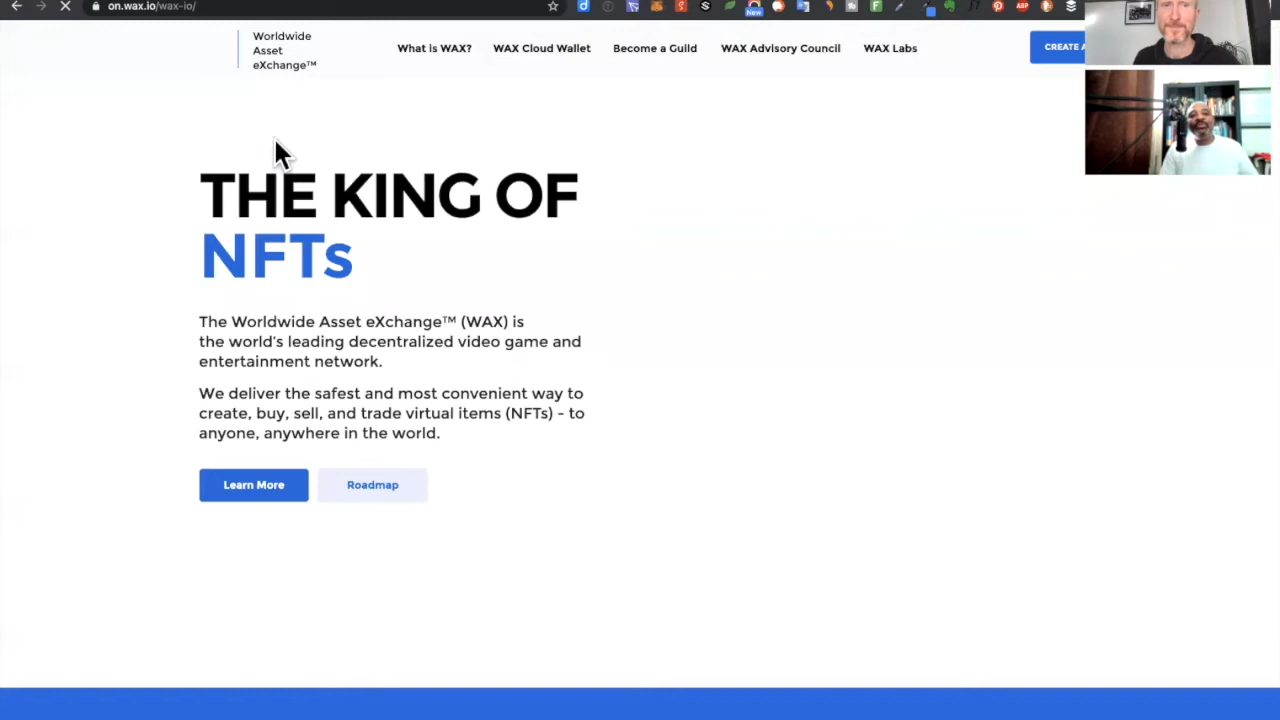 on.wax.io/wax-io/
New
ABP
Worldwide
Asset
eXchange™
What is WAX?
WAX Cloud Wallet
Become a Guild
WAX Advisory Council
WAX Labs
CREATE A
THE KING OF
NFTs
The Worldwide Asset eXchange™ (WAX) is
the world's leading decentralized video game and
entertainment network.
We deliver the safest and most convenient way to
create, buy, sell, and trade virtual items (NFTs) - to
anyone, anywhere in the world.
Learn More
Roadmap